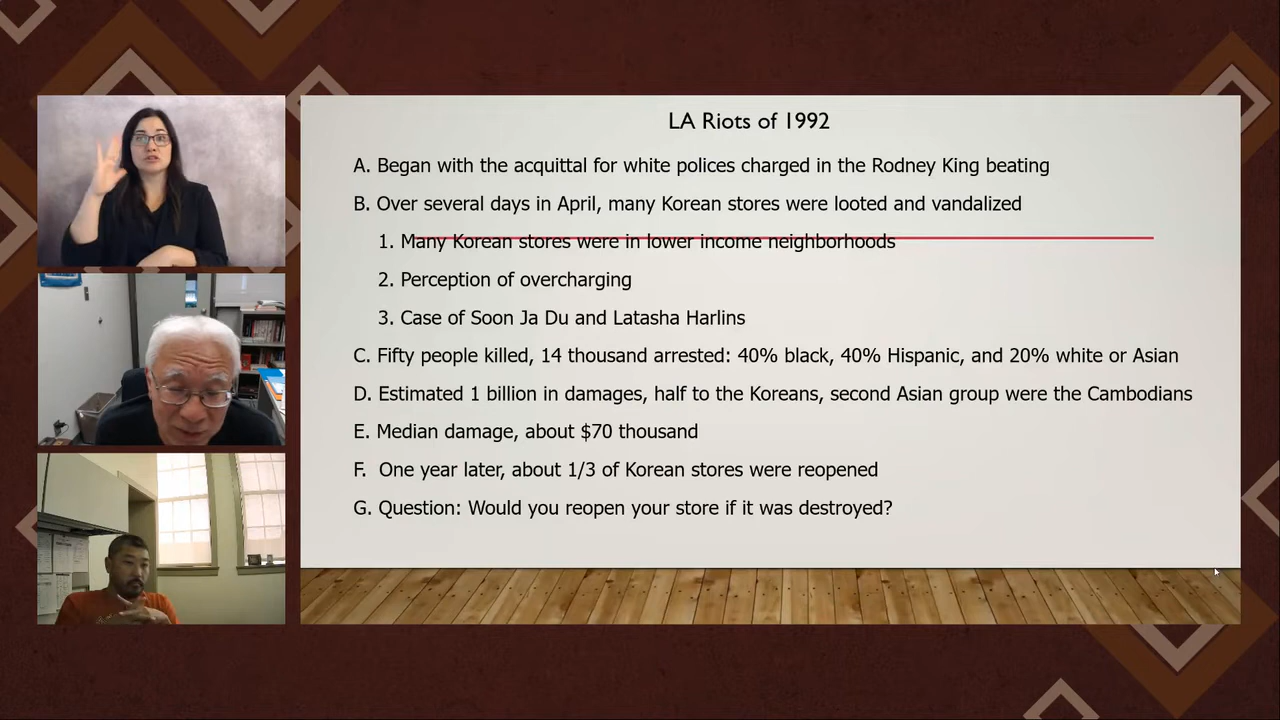 LA Riots of 1992
A. Began with the acquittal for white polices charged in the Rodney King beating
B. Over several days in April, many Korean stores were looted and vandalized
1. Many Korean stores were in lower income neighborhoods
2. Perception of overcharging
3. Case of Soon Ja Du and Latasha Harlins
C. Fifty people killed, 14 thousand arrested: 40% black, 40% Hispanic, and 20% white or Asian
D. Estimated 1 billion in damages, half to the Koreans, second Asian group were the Cambodians
E. Median damage, about $70 thousand
F. One year later, about 1/3 of Korean stores were reopened
G. Question: Would you reopen your store if it was destroyed?